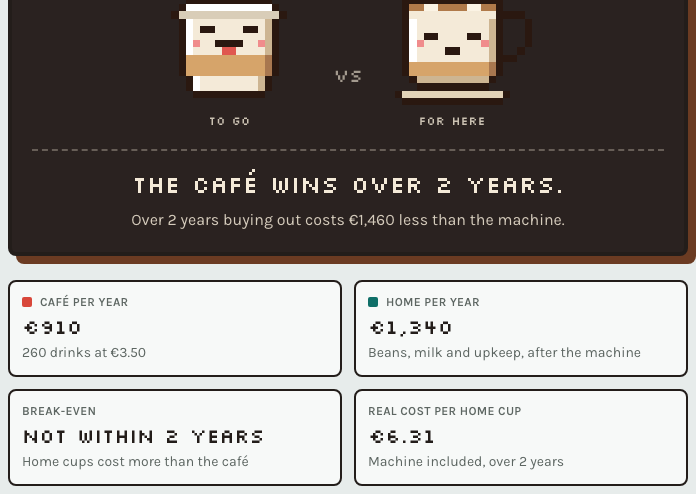 VS
TO GO
FOR HERE
THE CAFÉ WINS OVER 2 YEARS.
Over 2 years buying out costs €1,460 less than the machine.
CAFÉ PER YEAR
€910
260 drinks at €3.50
HOME PER YEAR
€1,340
Beans, milk and upkeep, after the machine
BREAK-EVEN
NOT WITHIN 2 YEARS
Home cups cost more than the café
REAL COST PER HOME CUP
€6.31
Machine included, over 2 years